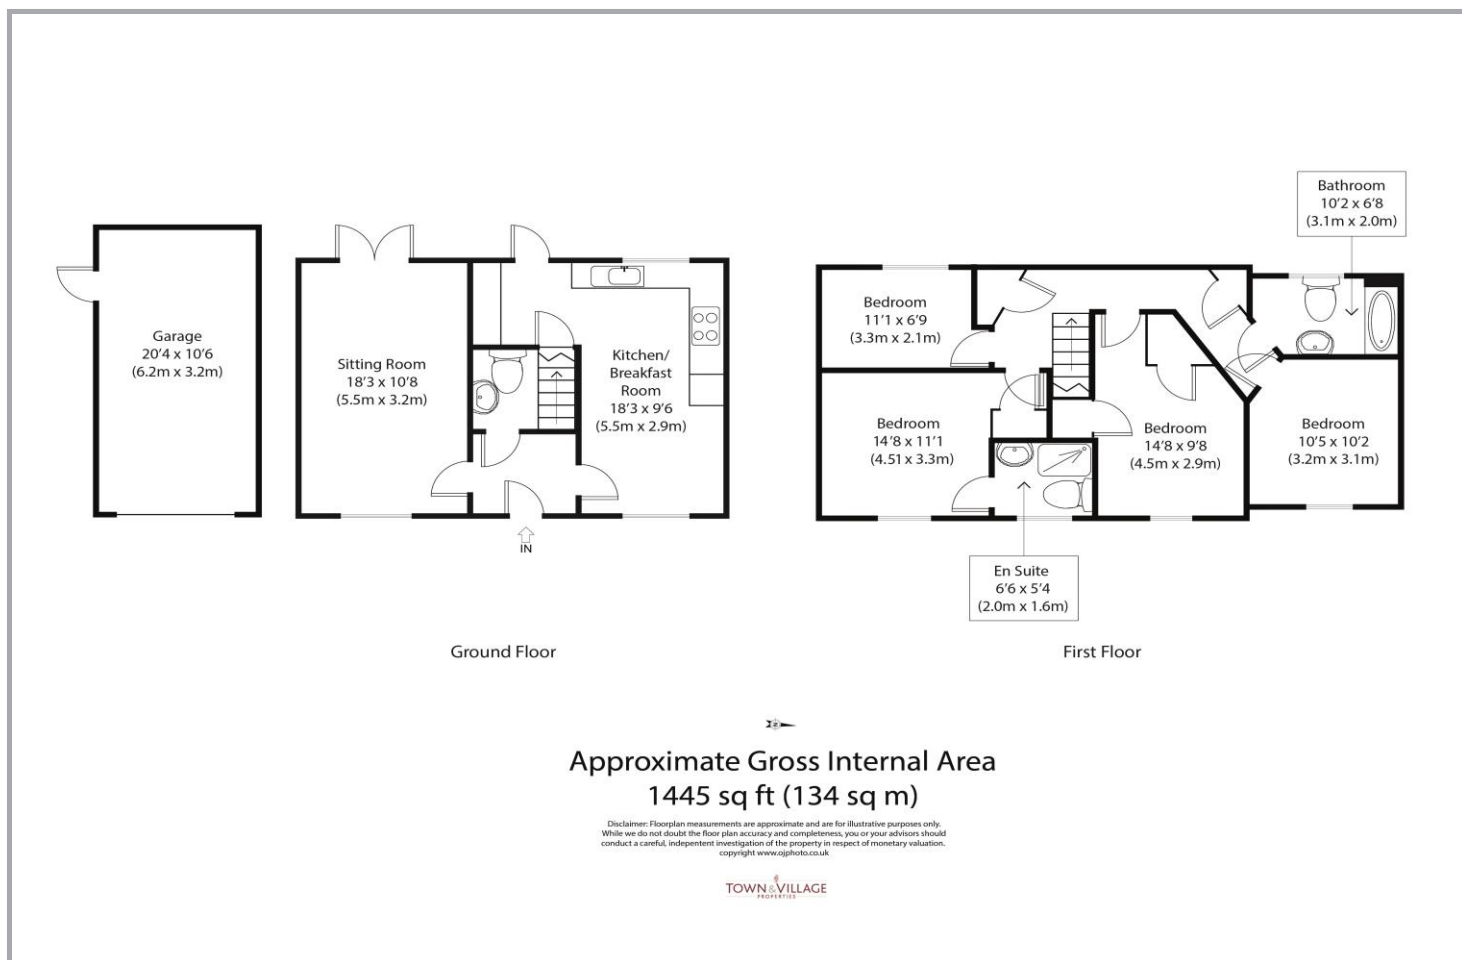 Bathroom
10'2 x 6'8
(3.1m x 2.0m)
Garage
20'4 x 10'6
(6.2m x 3.2m)
Sitting Room
18'3 x 10'8
(5.5m x 3.2m)
Kitchen/
Breakfast
Room
18'3 x 9'6
(5.5m x 2.9m)
IN
Bedroom
11'1 x 6'9
(3.3m x 2.1m)
Bedroom
14'8 x 11'1
(4.51 x 3.3m)
Bedroom
14'8 x 9'8
(4.5m x 2.9m)
Bedroom
10'5 x 10'2
(3.2m x 3.1m)
En Suite
6'6 x 5'4
(2.0m x 1.6m)
Ground Floor
First Floor
Approximate Gross Internal Area
1445 sq ft (134 sq m)
Disclaimer: Floorplan measurements are approximate and are for illustrative purposes only.
While we do not doubt the floor plan accuracy and completeness, you or your advisors should
conduct a careful, indepentent investigation of the property in respect of monetary valuation.
copyright www.ojphoto.co.uk
TOWN & VILLAGE
PROPERTIES